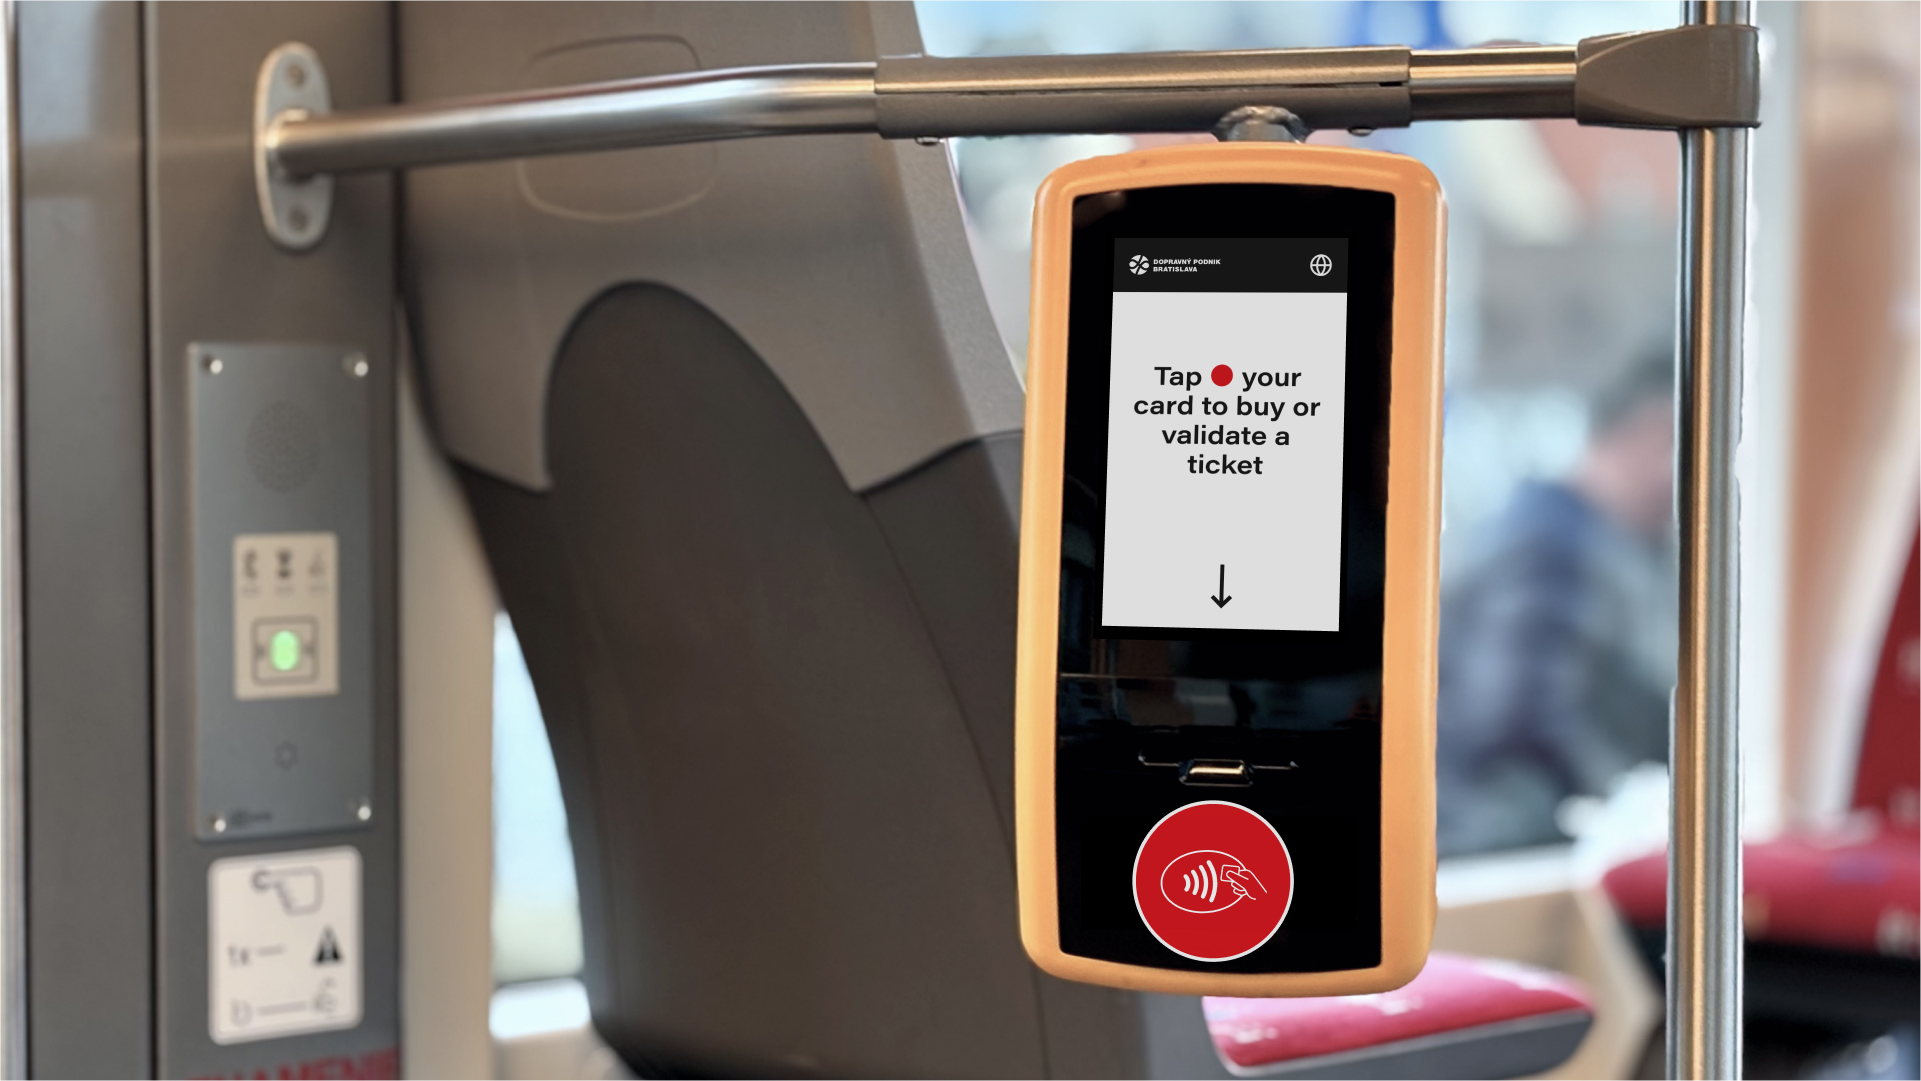 DOPRAVNÝ PODNIK
BRATISLAVA
Tap your
card to buy or
validate a
ticket